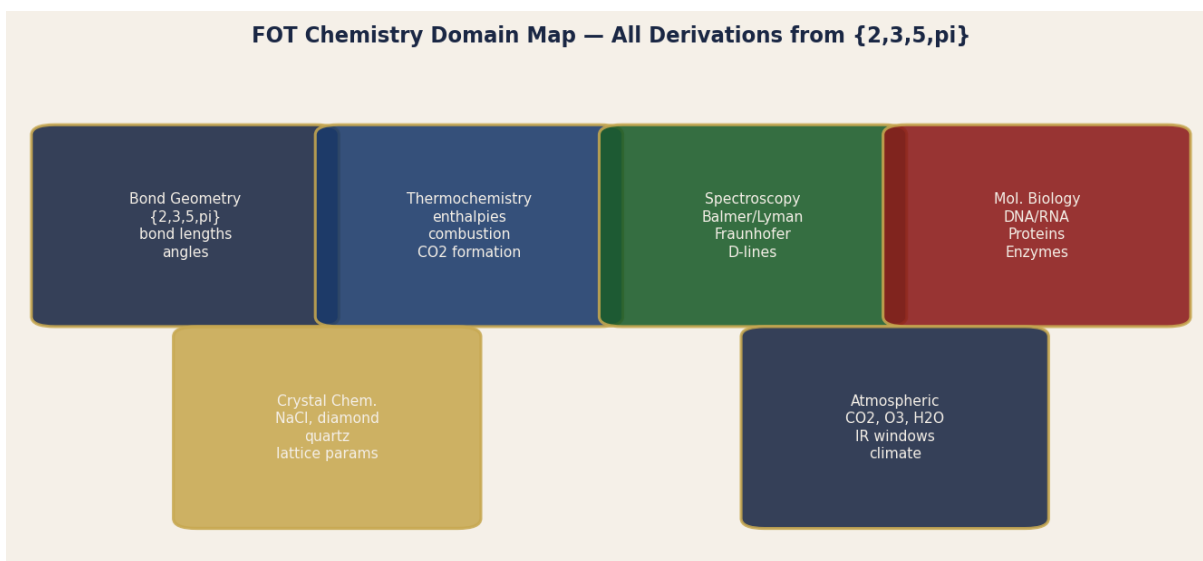 FOT Chemistry Domain Map — All Derivations from {2,3,5,pi}
Bond Geometry
{2,3,5,pi}
bond lengths
angles
Thermochemistry
enthalpies
combustion
CO2 formation
Spectroscopy
Balmer/Lyman
Fraunhofer
D-lines
Mol. Biology
DNA/RNA
Proteins
Enzymes
Crystal Chem.
NaCl, diamond
quartz
lattice params
Atmospheric
CO2, O3, H2O
IR windows
climate